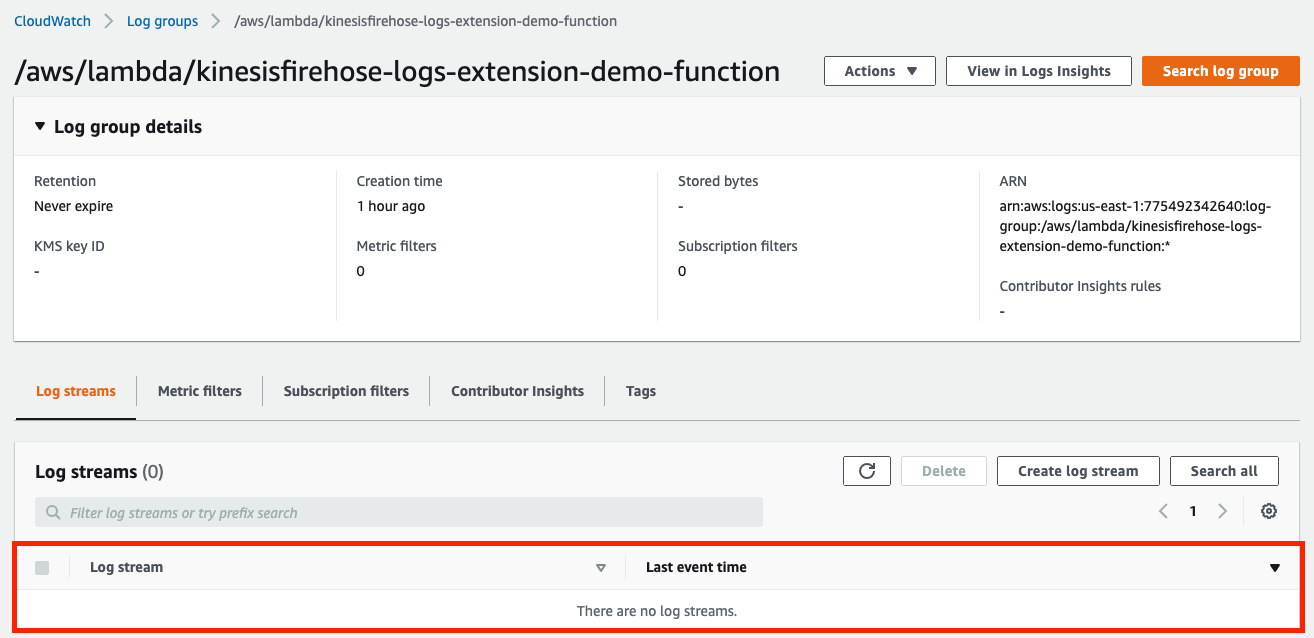 CloudWatch > Log groups > /aws/lambda/kinesisfirehose-logs-extension-demo-function
/aws/lambda/kinesisfirehose-logs-extension-demo-function
Actions ▼ View in Logs Insights Search log group
▼ Log group details
Retention
Never expire
KMS key ID
-
Creation time
1 hour ago
Metric filters
0
Stored bytes
-
Subscription filters
0
ARN
arn:aws:logs:us-east-1:775492342640:log-
group:/aws/lambda/kinesisfirehose-logs-
extension-demo-function:*
Contributor Insights rules
-
Log streams Metric filters Subscription filters Contributor Insights Tags
Log streams (0)
Delete Create log stream Search all
Filter log streams or try prefix search
< 1 >
Log stream Last event time
There are no log streams.